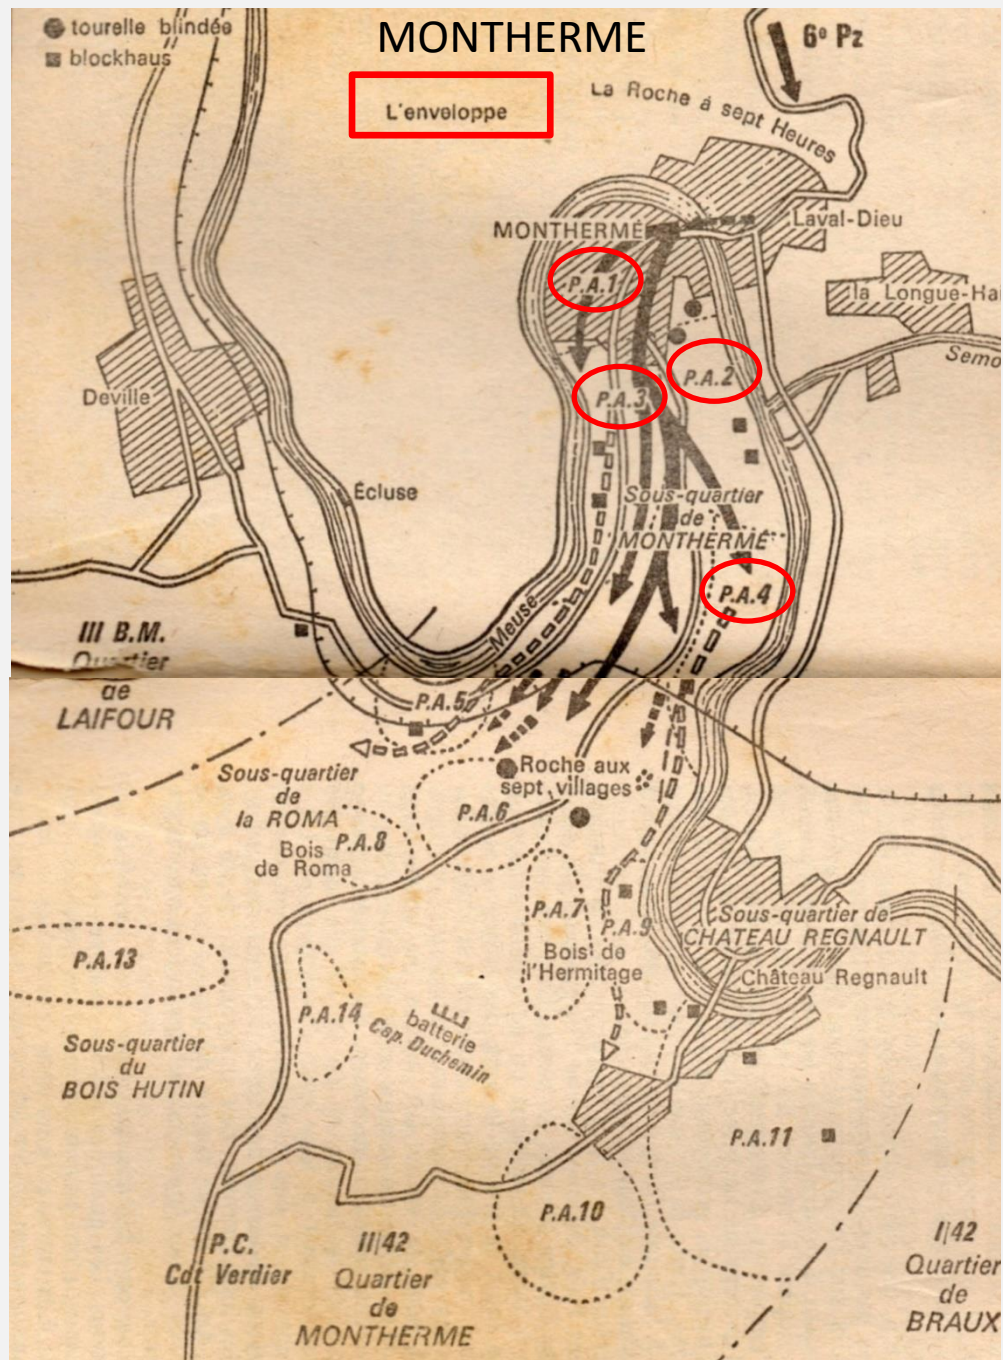 tourelle blindée
blockhaus
MONTHERME
6e Pz
L'enveloppe
La Roche à sept Heures
MONTHERMÉ
Laval-Dieu
P.A.1
la Longue-Hai
Semo
P.A.2
P.A.3
Deville
Écluse
Sous-quartier
de
MONTHERMÉ
P.A.4
Meuse
III B.M.
Quartier
de
LAIFOUR
P.A.5
Sous-quartier
de
la ROMA
Roche aux
sept villages
P.A.6
P.A.8
Bois
de Roma
P.A.7
P.A.9
Sous-quartier de
CHATEAU REGNAULT
P.A.13
Bois de
l'Hermitage
Château Regnault
P.A.14
batterie
Cap. Duchemin
Sous-quartier
du
BOIS HUTIN
P.A.11
P.A.10
P.C.
Cdt Verdier
II/42
Quartier
de
MONTHERME
I/42
Quartier
de
BRAUX